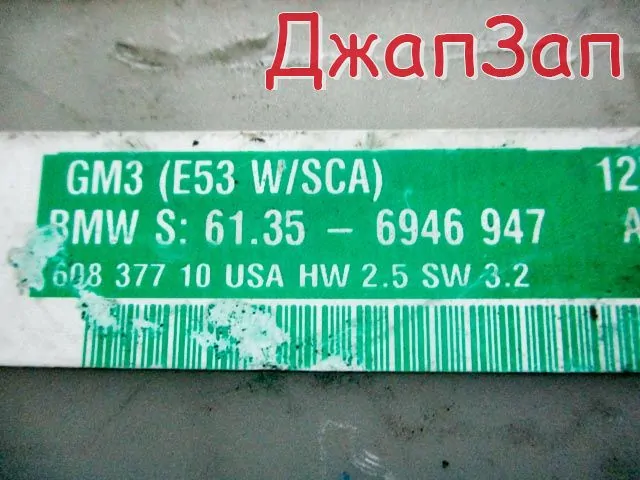 ДжапЗап
GM3 (E53 W/SCA) 12
BMW S: 61.35 - 6946 947 A
608 377 10 USA HW 2.5 SW 3.2